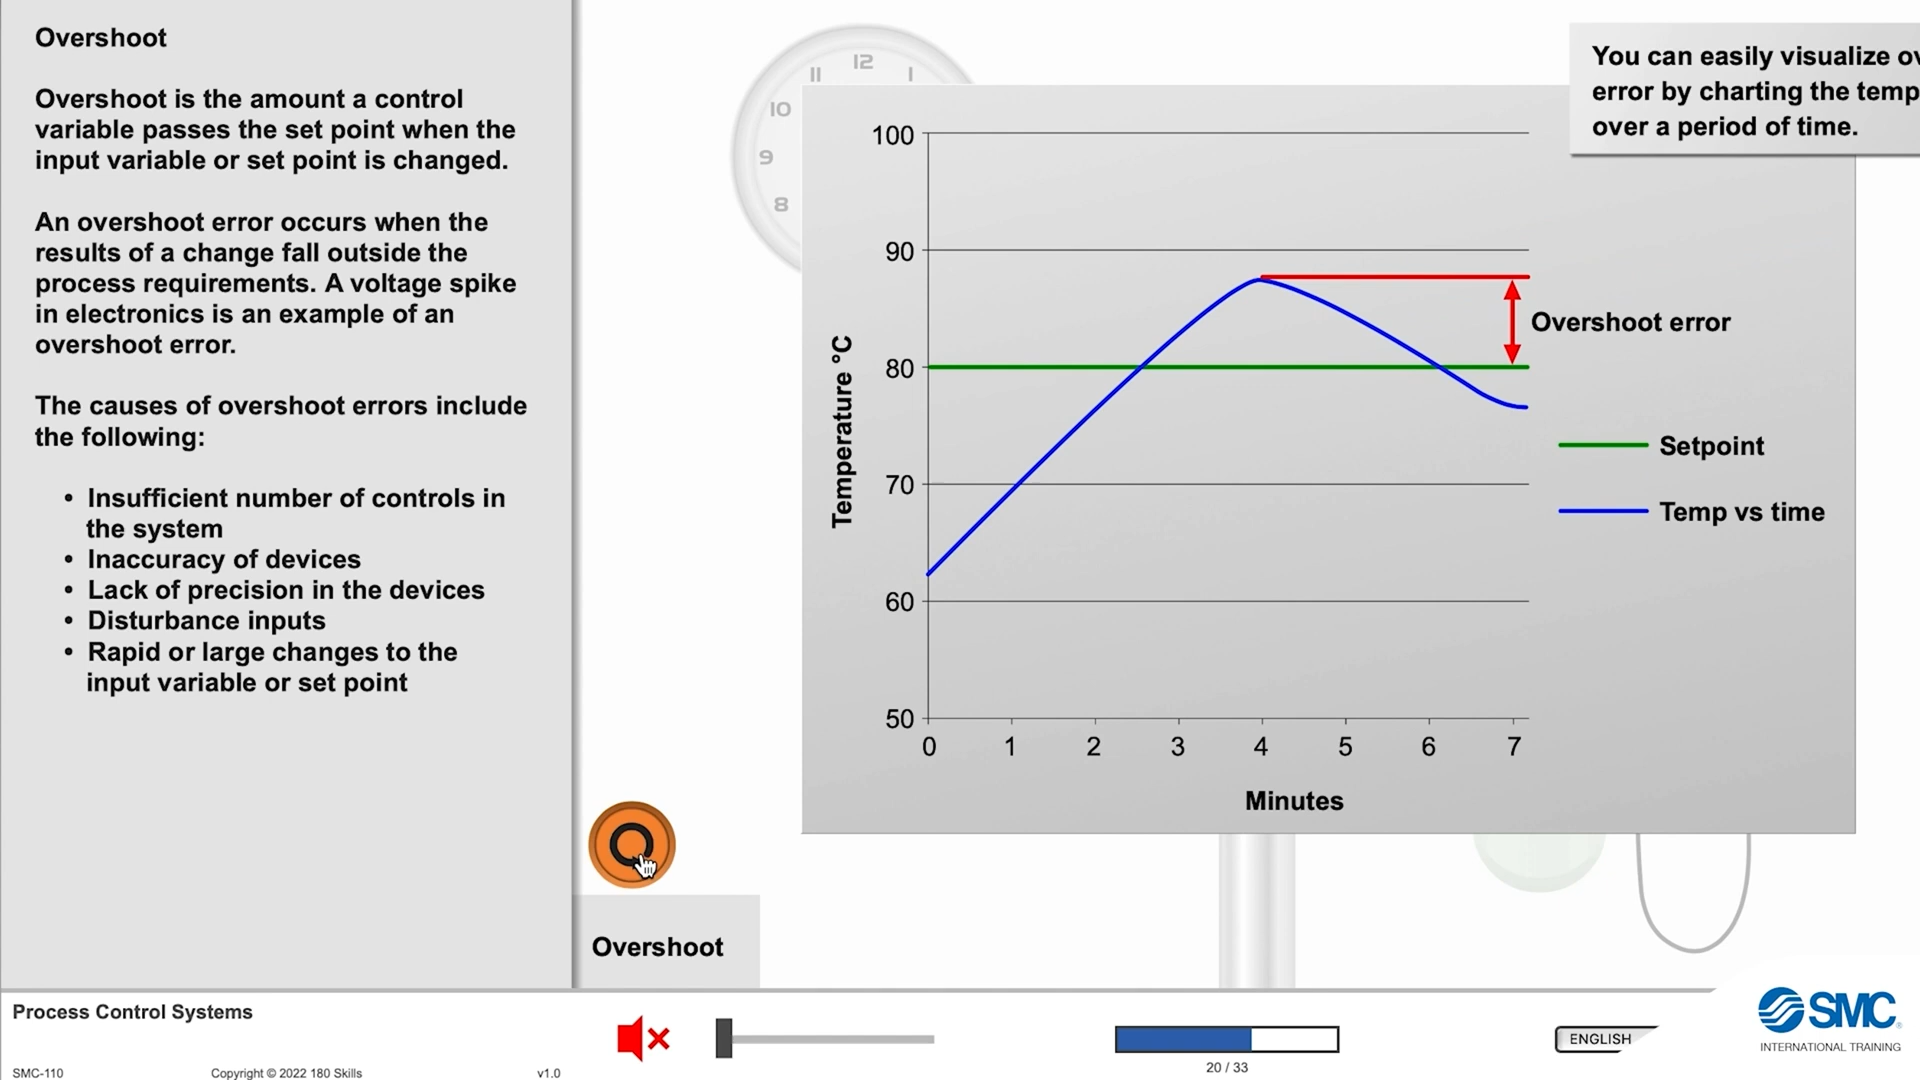 Overshoot
Overshoot is the amount a control
variable passes the set point when the
input variable or set point is changed.
An overshoot error occurs when the
results of a change fall outside the
process requirements. A voltage spike
in electronics is an example of an
overshoot error.
The causes of overshoot errors include
the following:
• Insufficient number of controls in
the system
• Inaccuracy of devices
• Lack of precision in the devices
• Disturbance inputs
• Rapid or large changes to the
input variable or set point
12
11
1
10
9
8
You can easily visualize ov
error by charting the temp
over a period of time.
100
90
80
70
60
50
Temperature °C
0 1 2 3 4 5 6 7
Minutes
Overshoot error
Setpoint
Temp vs time
Overshoot
Process Control Systems
SMC-110 Copyright © 2022 180 Skills v1.0
20 / 33
ENGLISH
SMC
INTERNATIONAL TRAINING